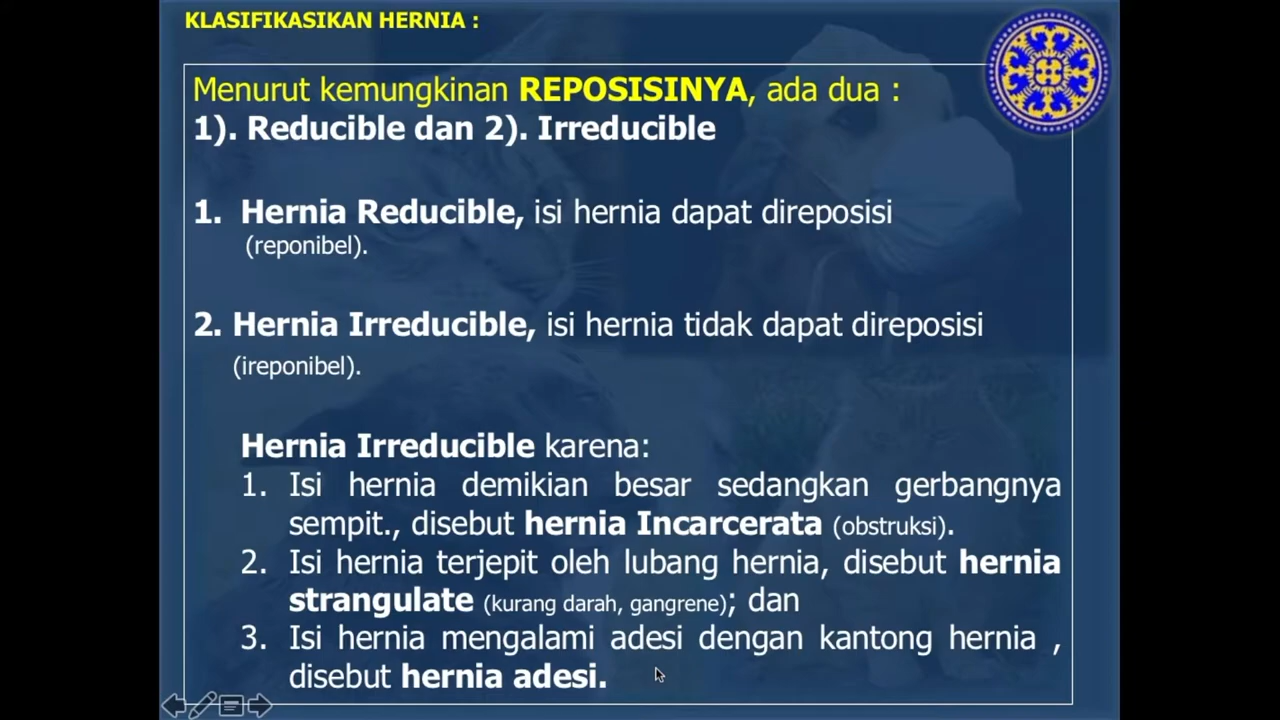 KLASIFIKASIKAN HERNIA :
Menurut kemungkinan REPOSISINYA, ada dua :
1). Reducible dan 2). Irreducible
1. Hernia Reducible, isi hernia dapat direposisi
(reponibel).
2. Hernia Irreducible, isi hernia tidak dapat direposisi
(ireponibel).
Hernia Irreducible karena:
1. Isi hernia demikian besar sedangkan gerbangnya
sempit., disebut hernia Incarcerata (obstruksi).
2. Isi hernia terjepit oleh lubang hernia, disebut hernia
strangulate (kurang darah, gangrene); dan
3. Isi hernia mengalami adesi dengan kantong hernia ,
disebut hernia adesi.